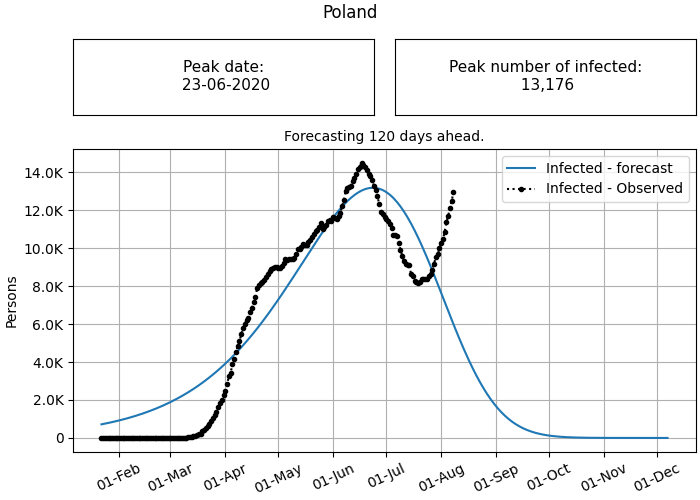 Poland
Peak date:
23-06-2020
Peak number of infected:
13,176
Forecasting 120 days ahead.
Infected - forecast
Infected - Observed
Persons
14.0K
12.0K
10.0K
8.0K
6.0K
4.0K
2.0K
0
01-Feb
01-Mar
01-Apr
01-May
01-Jun
01-Jul
01-Aug
01-Sep
01-Oct
01-Nov
01-Dec